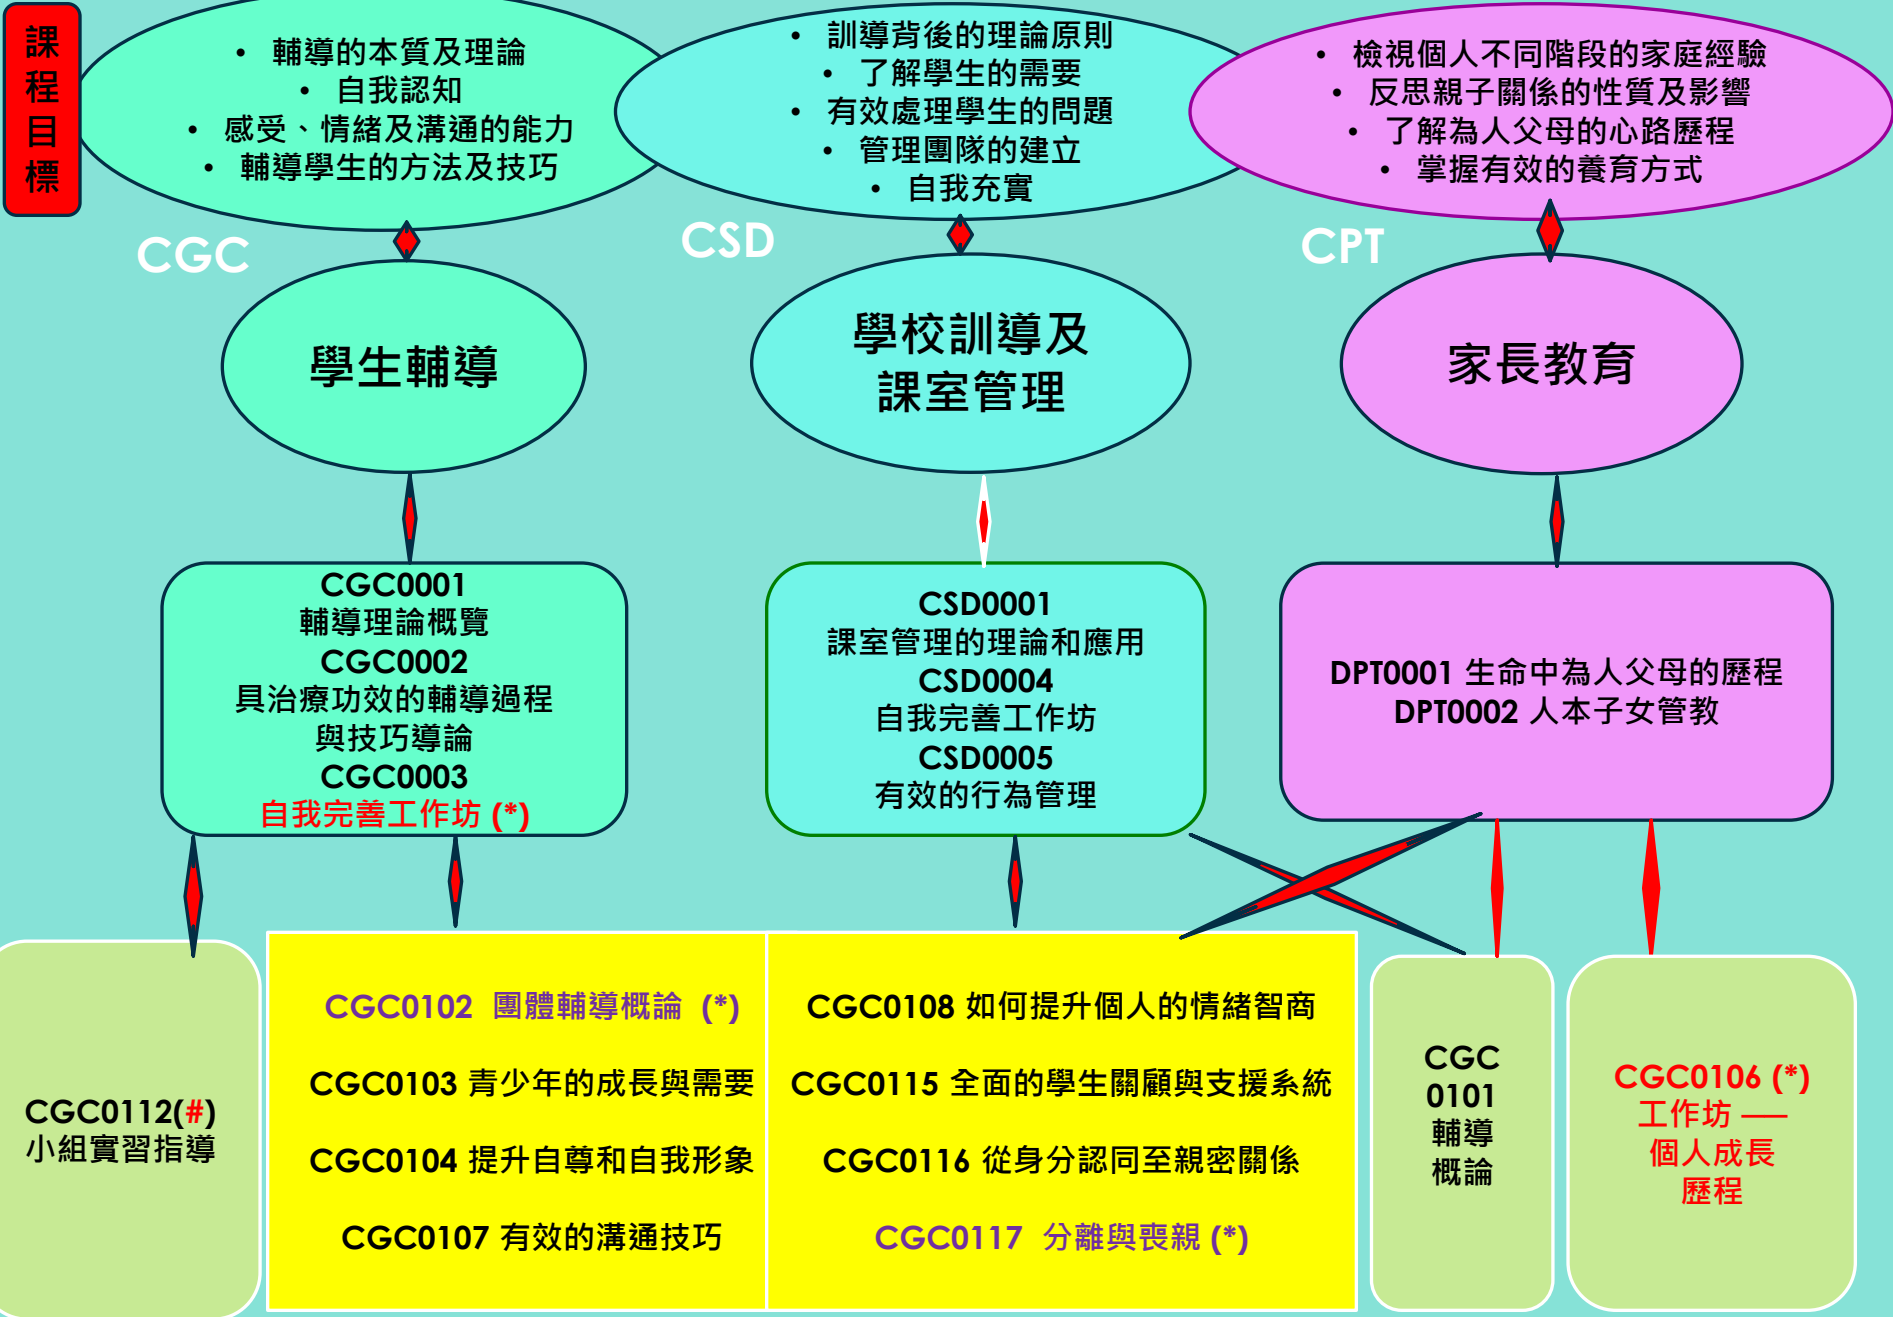 課
程
目
標
• 輔導的本質及理論
• 自我認知
• 感受、情緒及溝通的能力
• 輔導學生的方法及技巧
• 訓導背後的理論原則
• 了解學生的需要
• 有效處理學生的問題
• 管理團隊的建立
• 自我充實
• 檢視個人不同階段的家庭經驗
• 反思親子關係的性質及影響
• 了解為人父母的心路歷程
• 掌握有效的養育方式
CGC
CSD
CPT
學生輔導
學校訓導及
課室管理
家長教育
CGC0001
輔導理論概覽
CGC0002
具治療功效的輔導過程
與技巧導論
CGC0003
自我完善工作坊 (*)
CSD0001
課室管理的理論和應用
CSD0004
自我完善工作坊
CSD0005
有效的行為管理
DPT0001 生命中為人父母的歷程
DPT0002 人本子女管教
CGC0112(#)
小組實習指導
CGC0102 團體輔導概論 (*)
CGC0103 青少年的成長與需要
CGC0104 提升自尊和自我形象
CGC0107 有效的溝通技巧
CGC0108 如何提升個人的情緒智商
CGC0115 全面的學生關顧與支援系統
CGC0116 從身分認同至親密關係
CGC0117 分離與喪親 (*)
CGC
0101
輔導
概論
CGC0106 (*)
工作坊 —–
個人成長
歷程